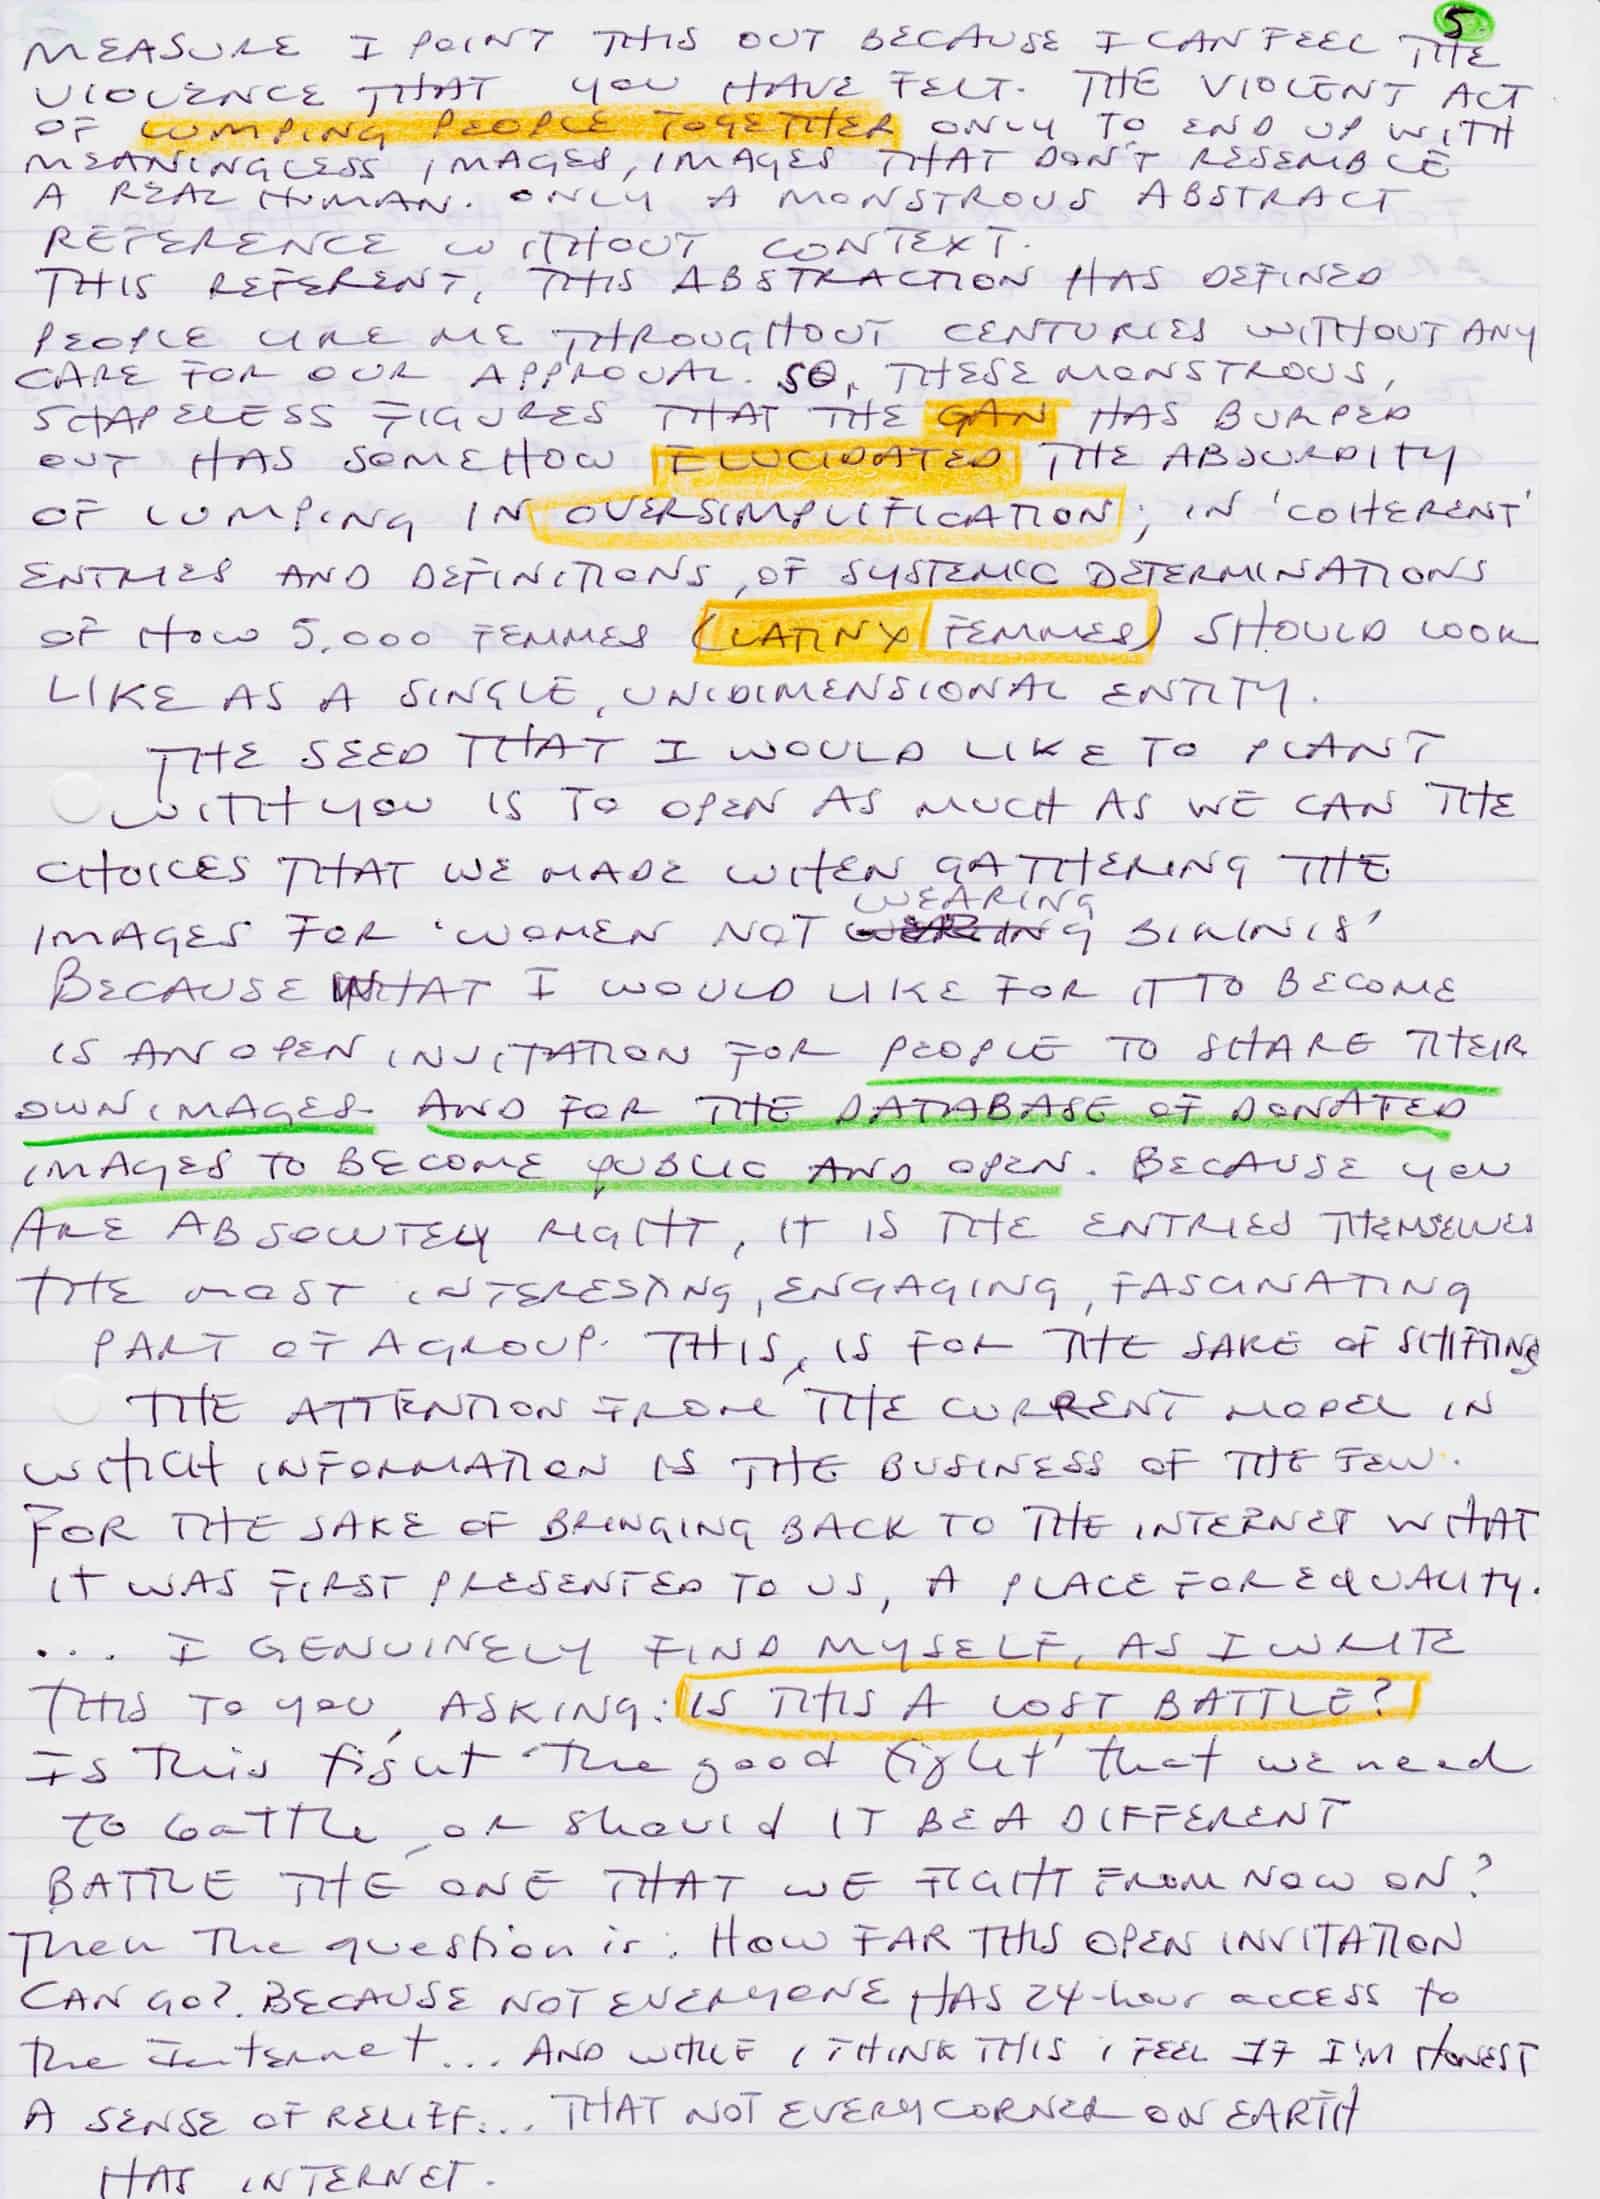 5
MEASURE I POINT THIS OUT BECAUSE I CAN FEEL THE
VIOLENCE THAT YOU HAVE FELT. THE VIOLENT ACT
OF LUMPING PEOPLE TOGETHER ONLY TO END UP WITH
MEANINGLESS IMAGES, IMAGES THAT DON'T RESEMBLE
A REAL HUMAN. ONLY A MONSTROUS ABSTRACT
REFERENCE WITHOUT CONTEXT.
THIS REFERENT, THIS ABSTRACTION HAS DEFINED
PEOPLE LIKE ME THROUGHOUT CENTURIES WITHOUT ANY
CARE FOR OUR APPROVAL. SO, THESE MONSTROUS,
SHAPELESS FIGURES THAT THE GAN HAS BURPED
OUT HAS SOMEHOW ELUCIDATED THE ABSURDITY
OF LUMPING IN OVERSIMPLIFICATION; IN 'COHERENT'
ENTRIES AND DEFINITIONS, OF SYSTEMIC DETERMINATIONS
OF HOW 5,000 FEMMES (LATINX FEMMES) SHOULD LOOK
LIKE AS A SINGLE, UNIDIMENSIONAL ENTITY.
THE SEED THAT I WOULD LIKE TO PLANT
WITH YOU IS TO OPEN AS MUCH AS WE CAN THE
CHOICES THAT WE MADE WHEN GATHERING THE
IMAGES FOR 'WOMEN NOT WEARING BIKINIS'
BECAUSE WHAT I WOULD LIKE FOR IT TO BECOME
IS AN OPEN INVITATION FOR PEOPLE TO SHARE THEIR
OWN IMAGES. AND FOR THE DATABASE OF DONATED
IMAGES TO BECOME PUBLIC AND OPEN. BECAUSE YOU
ARE ABSOLUTELY RIGHT, IT IS THE ENTRIES THEMSELVES
THE MOST INTERESTING, ENGAGING, FASCINATING
PART OF A GROUP. THIS, IS FOR THE SAKE OF SHIFTING
THE ATTENTION FROM THE CURRENT MODEL IN
WHICH INFORMATION IS THE BUSINESS OF THE FEW.
FOR THE SAKE OF BRINGING BACK TO THE INTERNET WHAT
IT WAS FIRST PRESENTED TO US, A PLACE FOR EQUALITY.
... I GENUINELY FIND MYSELF, AS I WRITE
THIS TO YOU, ASKING: IS THIS A LOST BATTLE?
Is this fight 'the good fight' that we need
to battle, or should IT BE A DIFFERENT
BATTLE THE ONE THAT WE FIGHT FROM NOW ON?
Then the question is: HOW FAR THIS OPEN INVITATION
CAN GO? BECAUSE NOT EVERYONE HAS 24-hour access to
the Internet... AND WHILE I THINK THIS I FEEL IF I'M HONEST
A SENSE OF RELIEF... THAT NOT EVERY CORNER ON EARTH
HAS INTERNET.